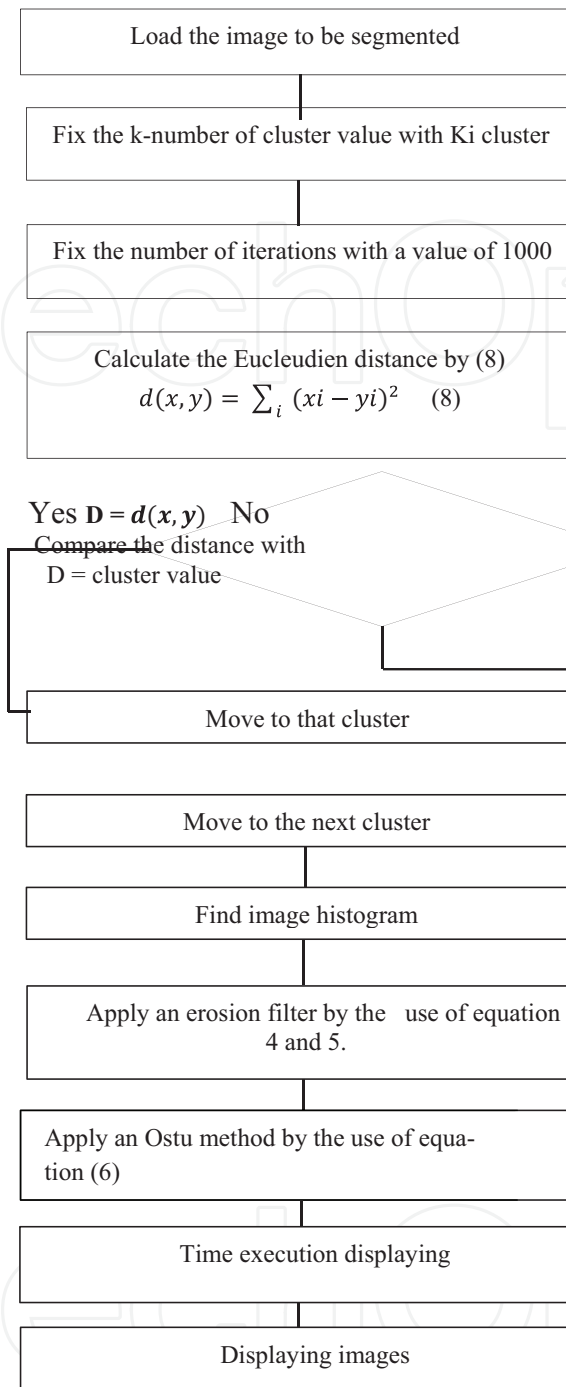 Load the image to be segmented
Fix the k-number of cluster value with Ki cluster
Fix the number of iterations with a value of 1000
Calculate the Eucleudien distance by (8)
d(x, y) = ∑ᵢ (xi − yi)² (8)
Yes D = d(x, y) No
Compare the distance with
D = cluster value
Move to that cluster
Move to the next cluster
Find image histogram
Apply an erosion filter by the use of equation
4 and 5.
Apply an Ostu method by the use of equa-
tion (6)
Time execution displaying
Displaying images